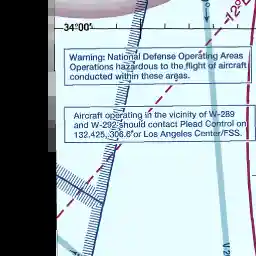 12°
34°00'
Warning: National Defense Operating Areas
Operations hazardous to the flight of aircraft
conducted within these areas.
Aircraft operating in the vicinity of W-289
and W-292 should contact Plead Control on
132.425, 306.6 or Los Angeles Center/FSS.